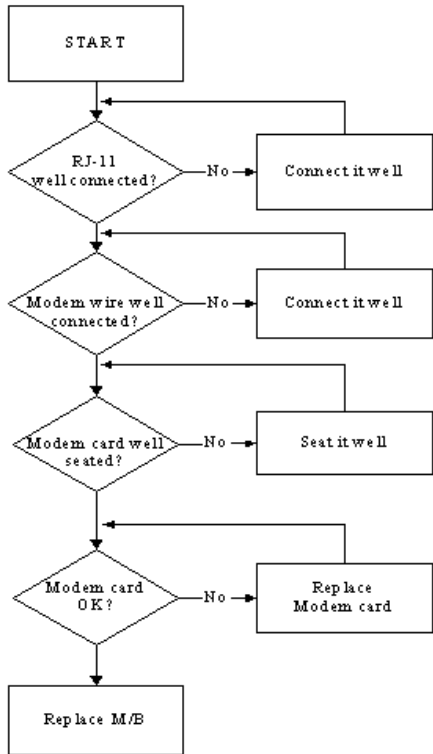 START
RJ-11
well connected?
No
Connect it well
Modem wire well
connected?
No
Connect it well
Modem card well
seated?
No
Seat it well
Modem card
OK?
No
Replace
Modem card
Replace M/B